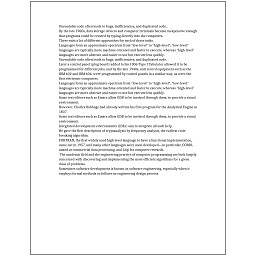 Unreadable code often leads to bugs, inefficiencies, and duplicated code..
By the late 1960s, data storage devices and computer terminals became inexpensive enough
that programs could be created by typing directly into the computers.
There exist a lot of different approaches for each of those tasks.
Languages form an approximate spectrum from "low-level" to "high-level"; "low-level"
languages are typically more machine-oriented and faster to execute, whereas "high-level"
languages are more abstract and easier to use but execute less quickly.
Unreadable code often leads to bugs, inefficiencies, and duplicated code.
Later a control panel (plug board) added to his 1906 Type I Tabulator allowed it to be
programmed for different jobs, and by the late 1940s, unit record equipment such as the
IBM 602 and IBM 604, were programmed by control panels in a similar way, as were the
first electronic computers.
Languages form an approximate spectrum from "low-level" to "high-level"; "low-level"
languages are typically more machine-oriented and faster to execute, whereas "high-level"
languages are more abstract and easier to use but execute less quickly.
Some text editors such as Emacs allow GDB to be invoked through them, to provide a visual
environment.
However, Charles Babbage had already written his first program for the Analytical Engine in
1837.
Some text editors such as Emacs allow GDB to be invoked through them, to provide a visual
environment.
Integrated development environments (IDEs) aim to integrate all such help.
He gave the first description of cryptanalysis by frequency analysis, the earliest code-
breaking algorithm.
FORTRAN, the first widely used high-level language to have a functional implementation,
came out in 1957, and many other languages were soon developed—in particular, COBOL
aimed at commercial data processing, and Lisp for computer research.
The academic field and the engineering practice of computer programming are both largely
concerned with discovering and implementing the most efficient algorithms for a given
class of problems.
Sometimes software development is known as software engineering, especially when it
employs formal methods or follows an engineering design process.